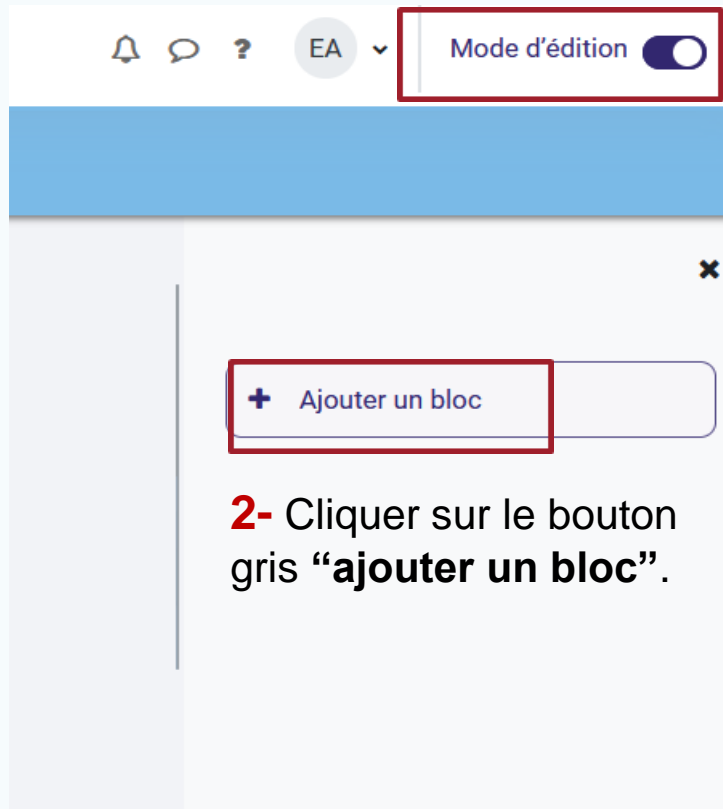 ? EA Mode d'édition
+ Ajouter un bloc
2- Cliquer sur le bouton
gris “ajouter un bloc”.